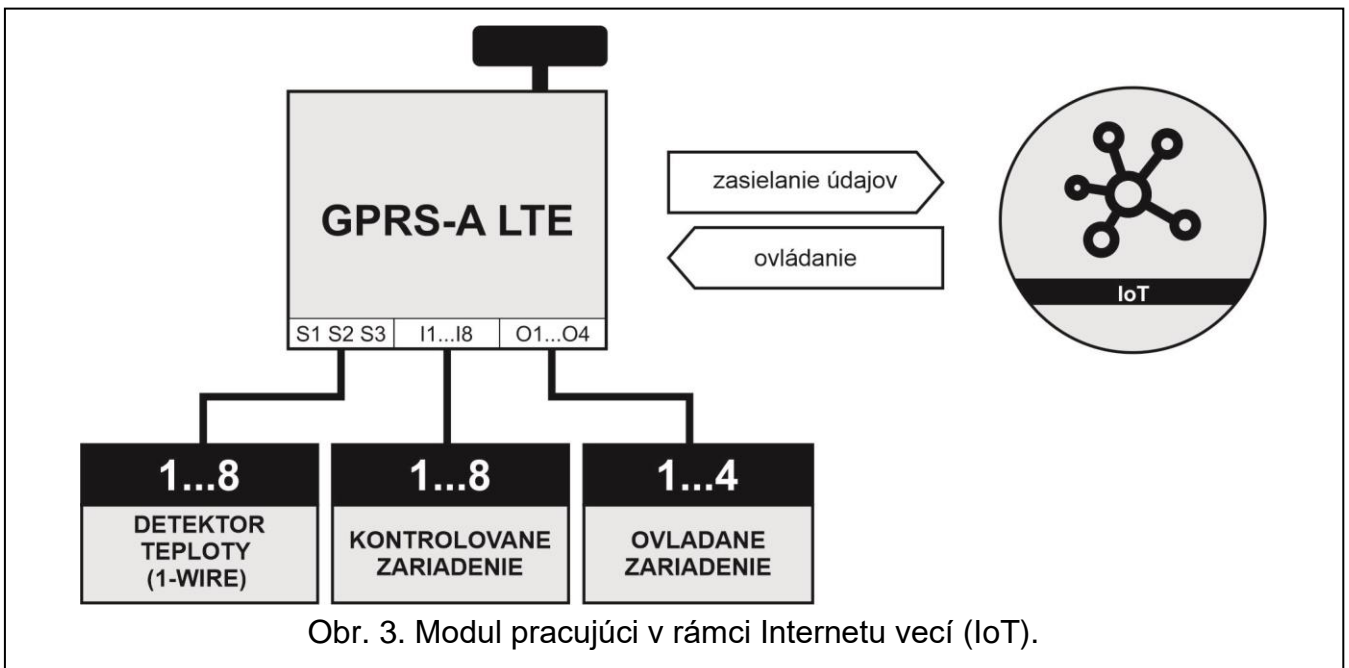 GPRS-A LTE
S1 S2 S3 I1...I8 O1...O4
zasielanie údajov
ovládanie
IoT
1...8
DETEKTOR
TEPLOTY
(1-WIRE)
1...8
KONTROLOVANE
ZARIADENIE
1...4
OVLADANE
ZARIADENIE
Obr. 3. Modul pracujúci v rámci Internetu vecí (IoT).